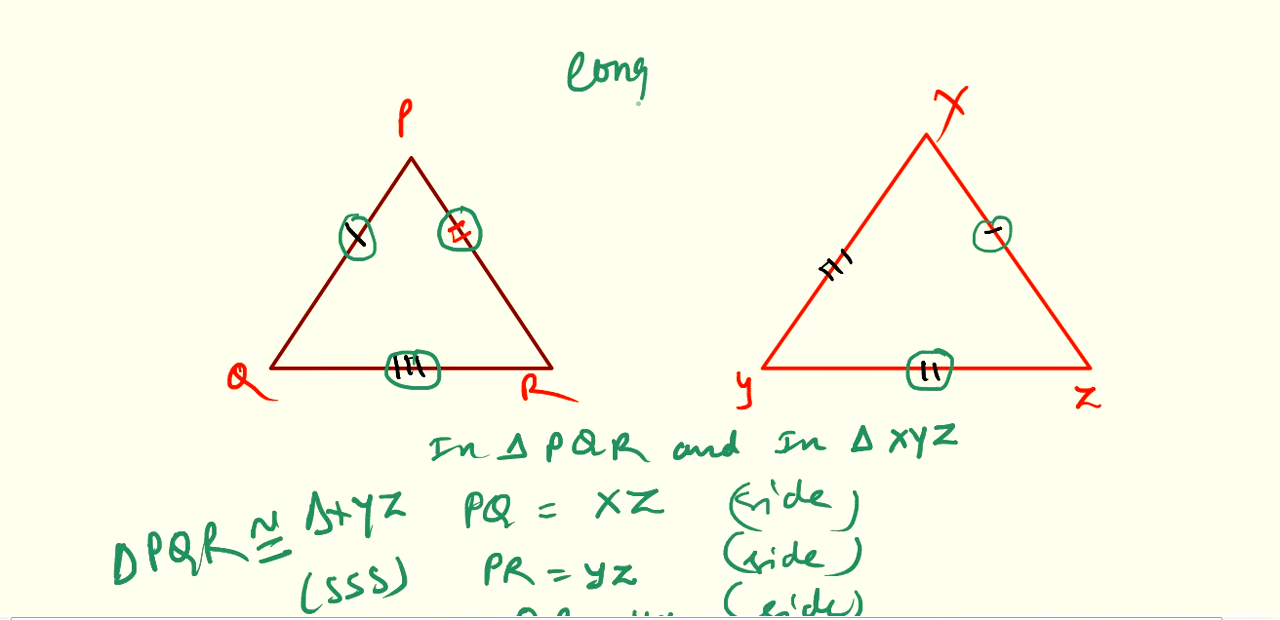 Cong
P
X
Q
R
Y
Z
In Δ PQR and In Δ XYZ
PQ = XZ (side)
ΔPQR ≅ ΔXYZ
PR = YZ (side)
(SSS)
(side)